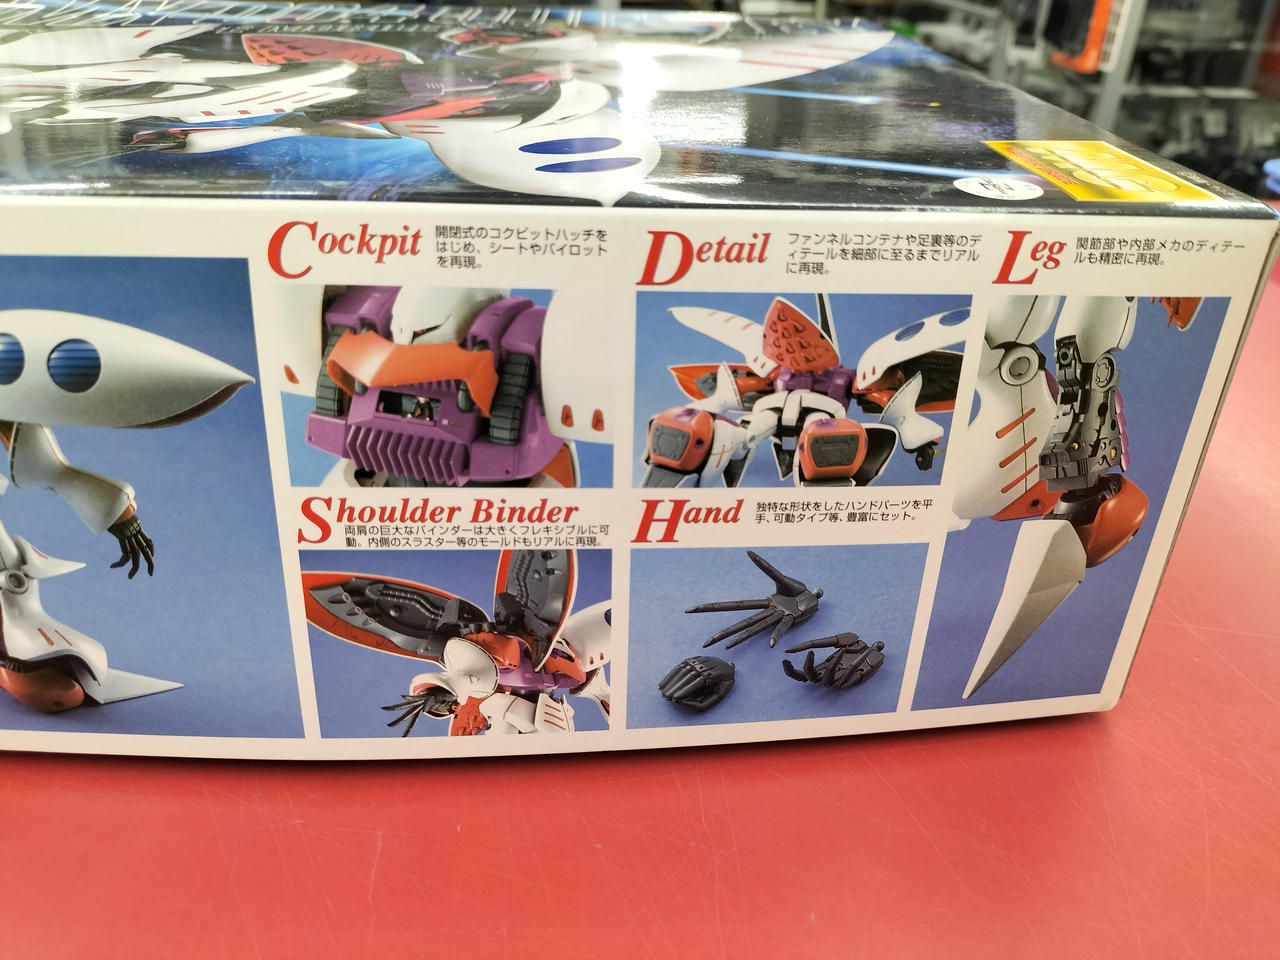 Cockpit
開閉式のコクピットハッチを
はじめ、シートやパイロット
を再現。
Detail
ファンネルコンテナや足裏等のデ
ィテールを細部に至るまでリアル
に再現。
Leg
関節部や内部メカのディテー
ルも精密に再現。
Shoulder Binder
両肩の巨大なバインダーは大きくフレキシブルに可
動。内側のスラスター等のモールドもリアルに再現。
Hand
独特な形状をしたハンドパーツを平
手、可動タイプ等、豊富にセット。